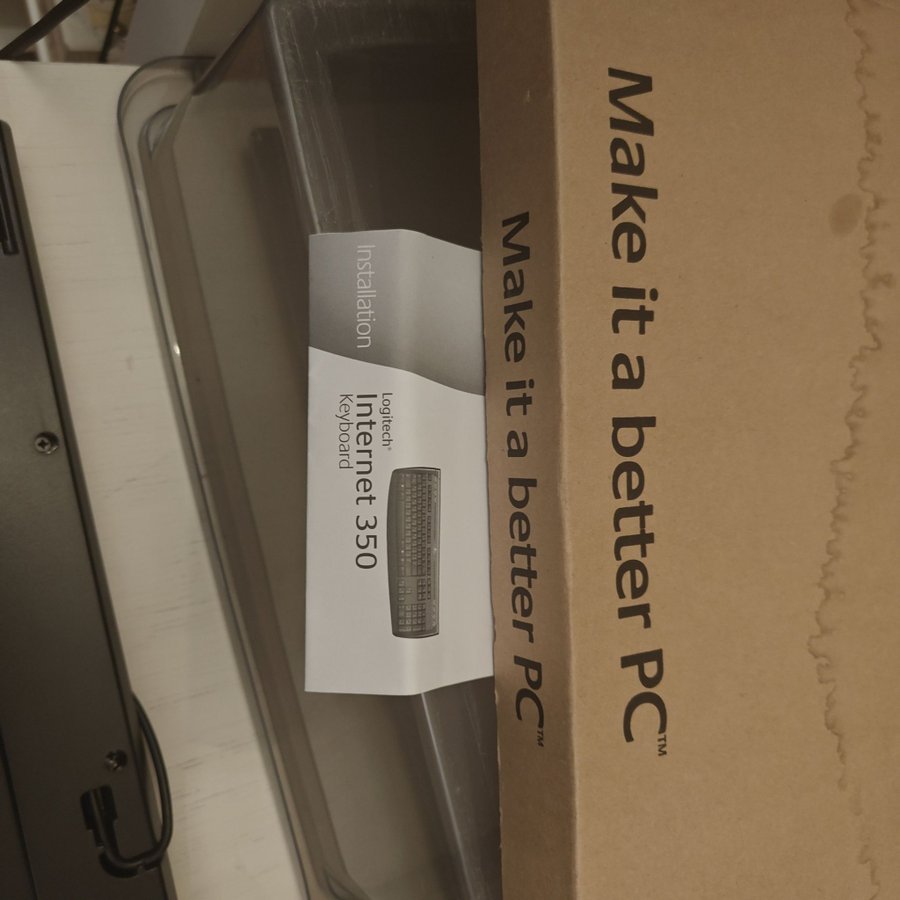 Make it a better PC™
Make it a better PC™
Installation
Logitech®
Internet 350
Keyboard